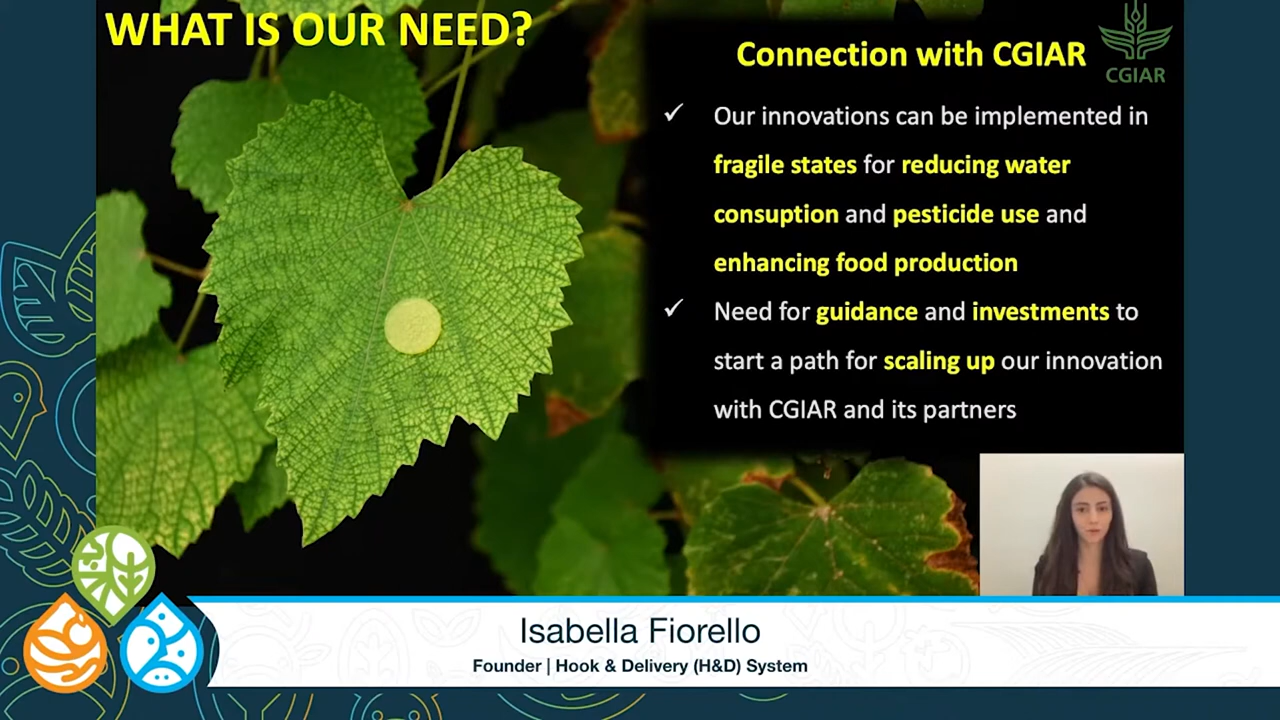 WHAT IS OUR NEED?
Connection with CGIAR
CGIAR
Our innovations can be implemented in
fragile states for reducing water
consuption and pesticide use and
enhancing food production
Need for guidance and investments to
start a path for scaling up our innovation
with CGIAR and its partners
Isabella Fiorello
Founder | Hook & Delivery (H&D) System